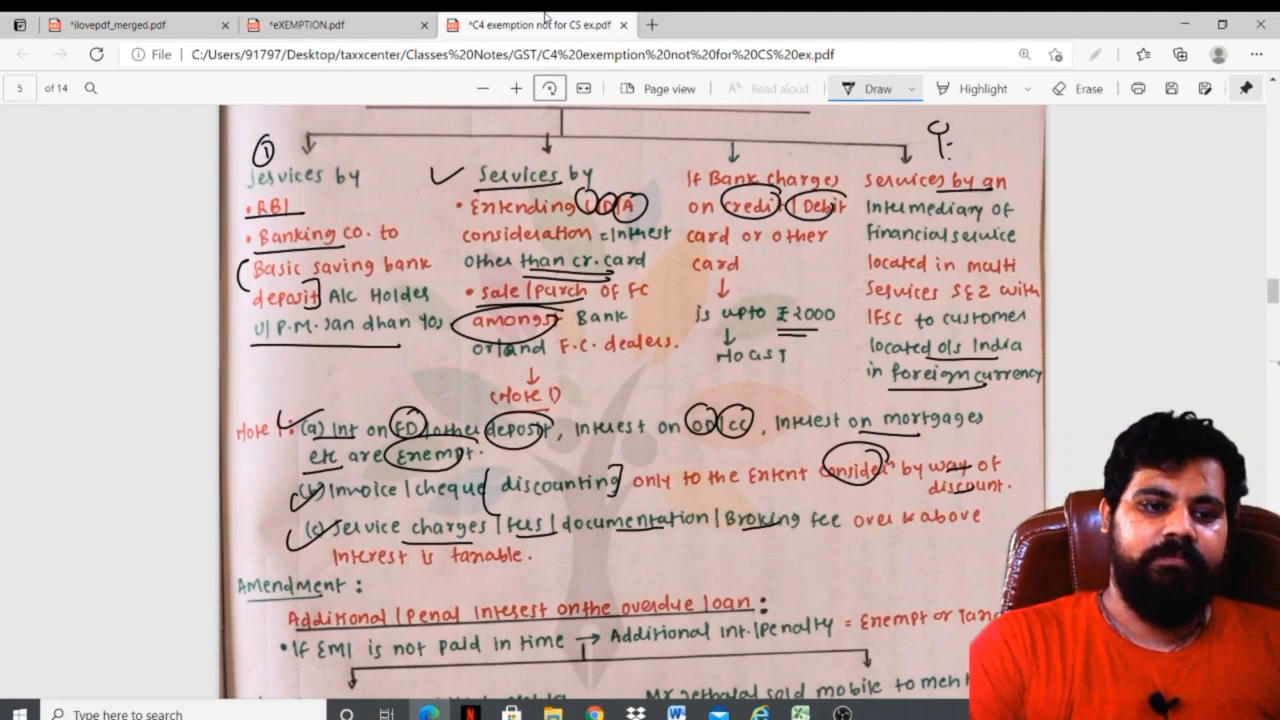 *ilovepdf_merged.pdf
*eXEMPTION.pdf
*C4 exemption not for CS ex.pdf
File
C:/Users/91797/Desktop/taxxcenter/Classes%20Notes/GST/C4%20exemption%20not%20for%20CS%20ex.pdf
5 of 14
Page view
Read aloud
Draw
Highlight
Erase
①
Services by
• RBI
• Banking co. to
Basic saving bank
deposit] A/c Holder
u/ P.M. Jan dhan Yoj
Services by
• Extending L/D/A
consideration = Interest
other than cr. card
• Sale / Purch of FC
amongst Bank
or/and F.C. dealers.
(Note 1)
If Bank charges
on credit / Debit
card or other
card
is upto ₹ 2000
No GST
Services by an
Intermediary of
Financial service
located in multi
Services SEZ with
IFSC to customer
located o/s India
in foreign currency
Note 1: (a) Int on FD / other deposit, Interest on OD/CC, Interest on mortgages
etc are Exempt.
(b) Invoice / cheque (discounting] only to the Extent considn by way of
discount.
(c) Service charges / fees / documentation / Broking fee over & above
Interest is taxable.
Amendment :
Additional / Penal Interest on the overdue loan :
• If EMI is not paid in time → Additional Int. / Penalty = Exempt or
sold mobile to
Type here to search